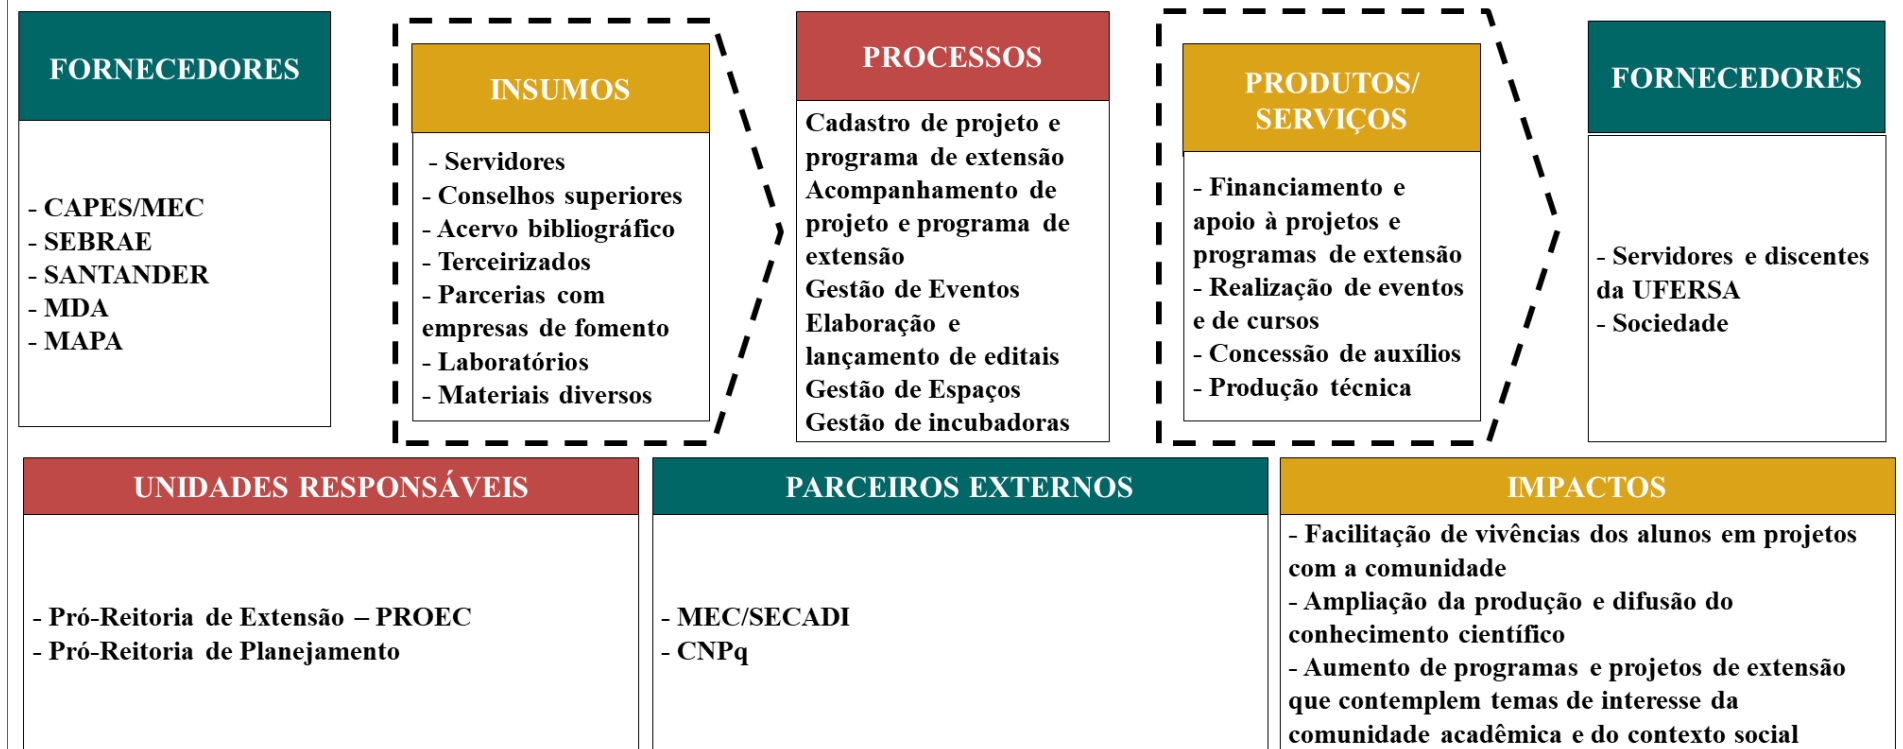 FORNECEDORES
- CAPES/MEC
- SEBRAE
- SANTANDER
- MDA
- MAPA
INSUMOS
- Servidores
- Conselhos superiores
- Acervo bibliográfico
- Terceirizados
- Parcerias com
empresas de fomento
- Laboratórios
- Materiais diversos
PROCESSOS
Cadastro de projeto e
programa de extensão
Acompanhamento de
projeto e programa de
extensão
Gestão de Eventos
Elaboração e
lançamento de editais
Gestão de Espaços
Gestão de incubadoras
PRODUTOS/
SERVIÇOS
- Financiamento e
apoio à projetos e
programas de extensão
- Realização de eventos
e de cursos
- Concessão de auxílios
- Produção técnica
FORNECEDORES
- Servidores e discentes
da UFERSA
- Sociedade
UNIDADES RESPONSÁVEIS
- Pró-Reitoria de Extensão – PROEC
- Pró-Reitoria de Planejamento
PARCEIROS EXTERNOS
- MEC/SECADI
- CNPq
IMPACTOS
- Facilitação de vivências dos alunos em projetos
com a comunidade
- Ampliação da produção e difusão do
conhecimento científico
- Aumento de programas e projetos de extensão
que contemplem temas de interesse da
comunidade acadêmica e do contexto social